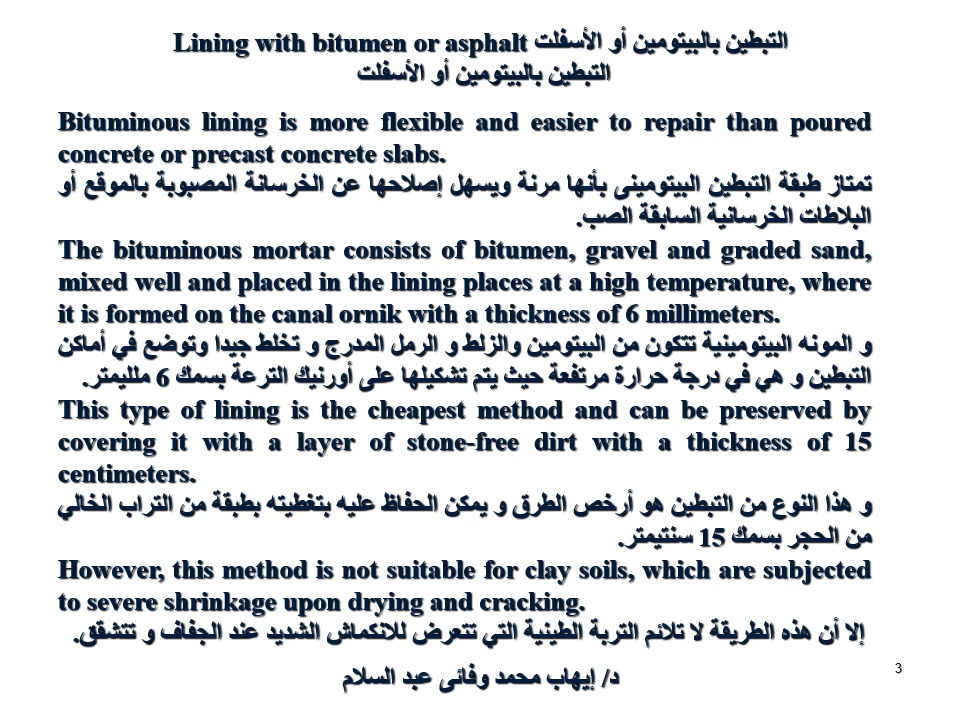 Lining with bitumen or asphalt التبطين بالبيتومين أو الأسفلت
التبطين بالبيتومين أو الأسفلت
Bituminous lining is more flexible and easier to repair than poured
concrete or precast concrete slabs.
تمتاز طبقة التبطين البيتومينى بأنها مرنة ويسهل إصلاحها عن الخرسانة المصبوبة بالموقع أو
البلاطات الخرسانية السابقة الصب.
The bituminous mortar consists of bitumen, gravel and graded sand,
mixed well and placed in the lining places at a high temperature, where
it is formed on the canal ornik with a thickness of 6 millimeters.
و المونه البيتومينية تتكون من البيتومين والزلط و الرمل المدرج و تخلط جيدا وتوضع في أماكن
التبطين و هي في درجة حرارة مرتفعة حيث يتم تشكيلها على أورنيك الترعة بسمك 6 ملليمتر.
This type of lining is the cheapest method and can be preserved by
covering it with a layer of stone-free dirt with a thickness of 15
centimeters.
و هذا النوع من التبطين هو أرخص الطرق و يمكن الحفاظ عليه بتغطيته بطبقة من التراب الخالي
من الحجر بسمك 15 سنتيمتر.
However, this method is not suitable for clay soils, which are subjected
to severe shrinkage upon drying and cracking.
إلا أن هذه الطريقة لا تلائم التربة الطينية التي تتعرض للانكماش الشديد عند الجفاف و تتشقق.
د/ إيهاب محمد وفائى عبد السلام
3